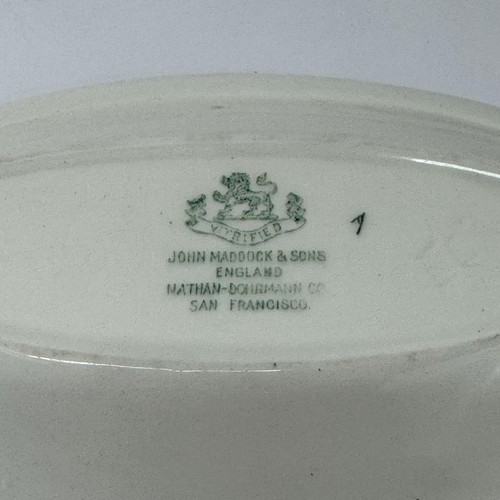 VITRIFIED
JOHN MADDOCK & SONS
ENGLAND
NATHAN-DOHRMANN CO.
SAN FRANCISCO.